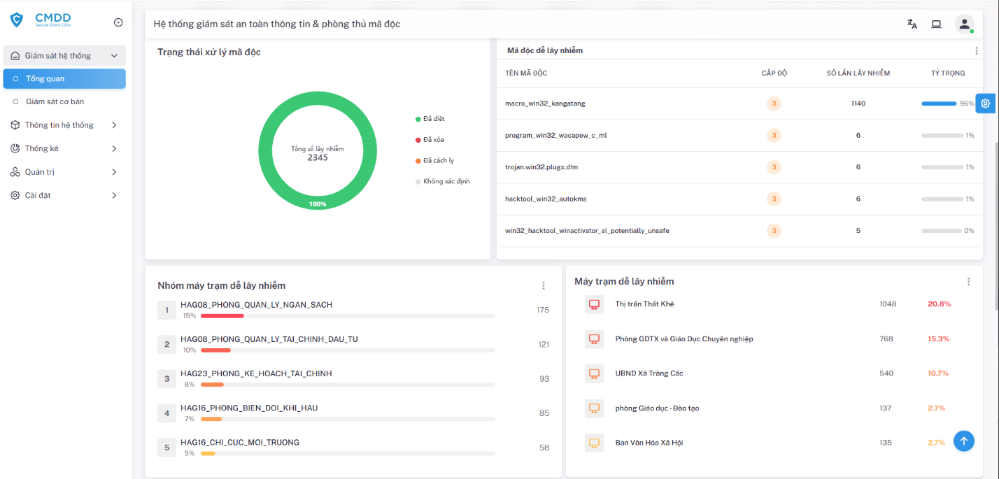 CMDD
Secure Every Click
Giám sát hệ thống
Tổng quan
Giám sát cơ bản
Thông tin hệ thống
Thống kê
Quản trị
Cài đặt
Hệ thống giám sát an toàn thông tin & phòng thủ mã độc
Trạng thái xử lý mã độc
Tổng số lây nhiễm
2345
100%
Đã diệt
Đã xóa
Đã cách ly
Không xác định
Mã độc dễ lây nhiễm
TÊN MÃ ĐỘC CẤP ĐỘ SỐ LẦN LÂY NHIỄM TỶ TRỌNG
macro_win32_kangatang 3 1140 96%
program_win32_wacapew_c_ml 3 6 1%
trojan.win32.plugx.d!m 3 6 1%
hacktool_win32_autokms 3 6 1%
win32_hacktool_winactivator_al_potentially_unsafe 3 5 0%
Nhóm máy trạm dễ lây nhiễm
1 HAG08_PHONG_QUAN_LY_NGAN_SACH
15% 175
2 HAG08_PHONG_QUAN_LY_TAI_CHINH_DAU_TU
10% 121
3 HAG23_PHONG_KE_HOACH_TAI_CHINH
8% 93
4 HAG16_PHONG_BIEN_DOI_KHI_HAU
7% 85
5 HAG16_CHI_CUC_MOI_TRUONG
5% 58
Máy trạm dễ lây nhiễm
Thị trấn Thất Khê 1048 20.8%
Phòng GDTX và Giáo Dục Chuyên nghiệp 768 15.3%
UBND Xã Tràng Các 540 10.7%
phòng Giáo dục - Đào tạo 137 2.7%
Ban Văn Hóa Xã Hội 135 2.7%